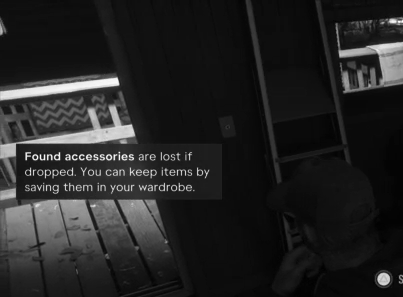 Found accessories are lost if
dropped. You can keep items by
saving them in your wardrobe.
S